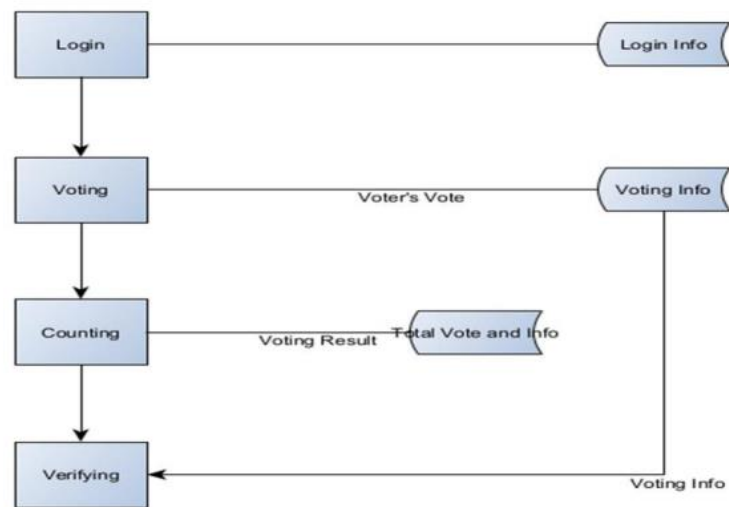 Login
Login Info
Voting
Voter's Vote
Voting Info
Counting
Voting Result
Total Vote and Info
Verifying
Voting Info